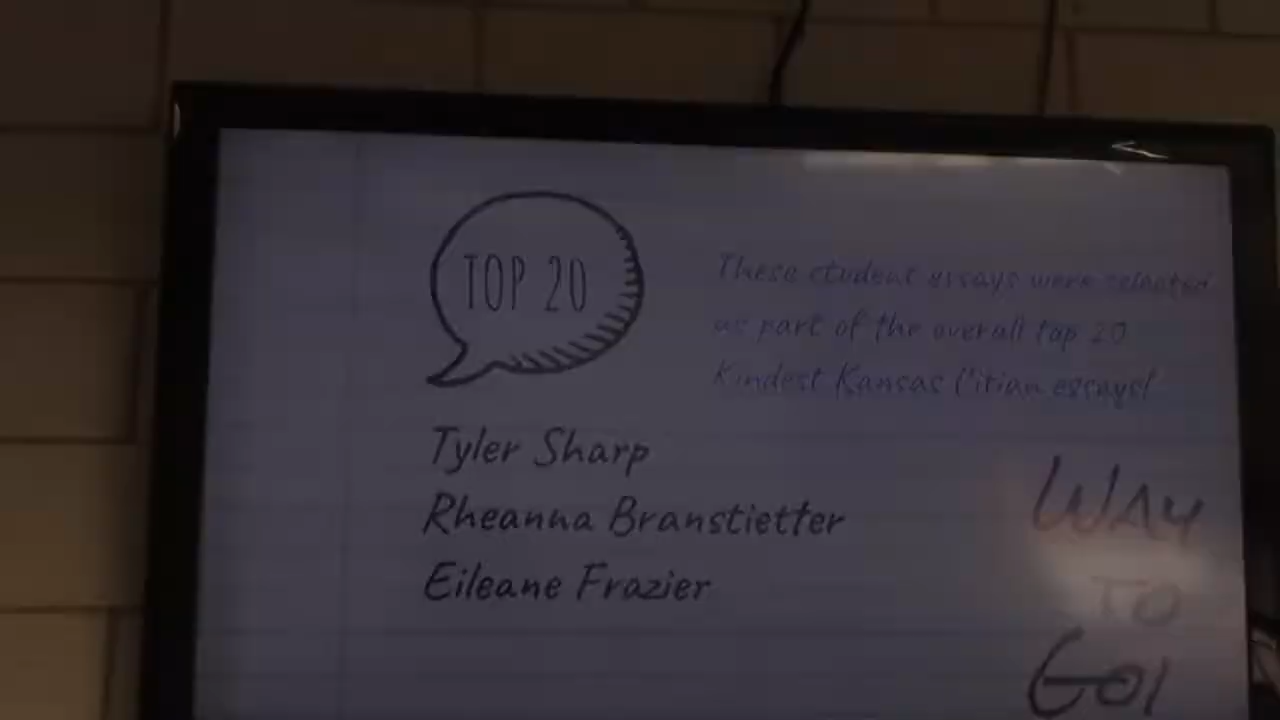 TOP 20
These student essays were selected
as part of the overall top 20
Kindest Kansas Citian essays!
Tyler Sharp
Rheanna Branstietter
Eileane Frazier
WAY
TO
GO!